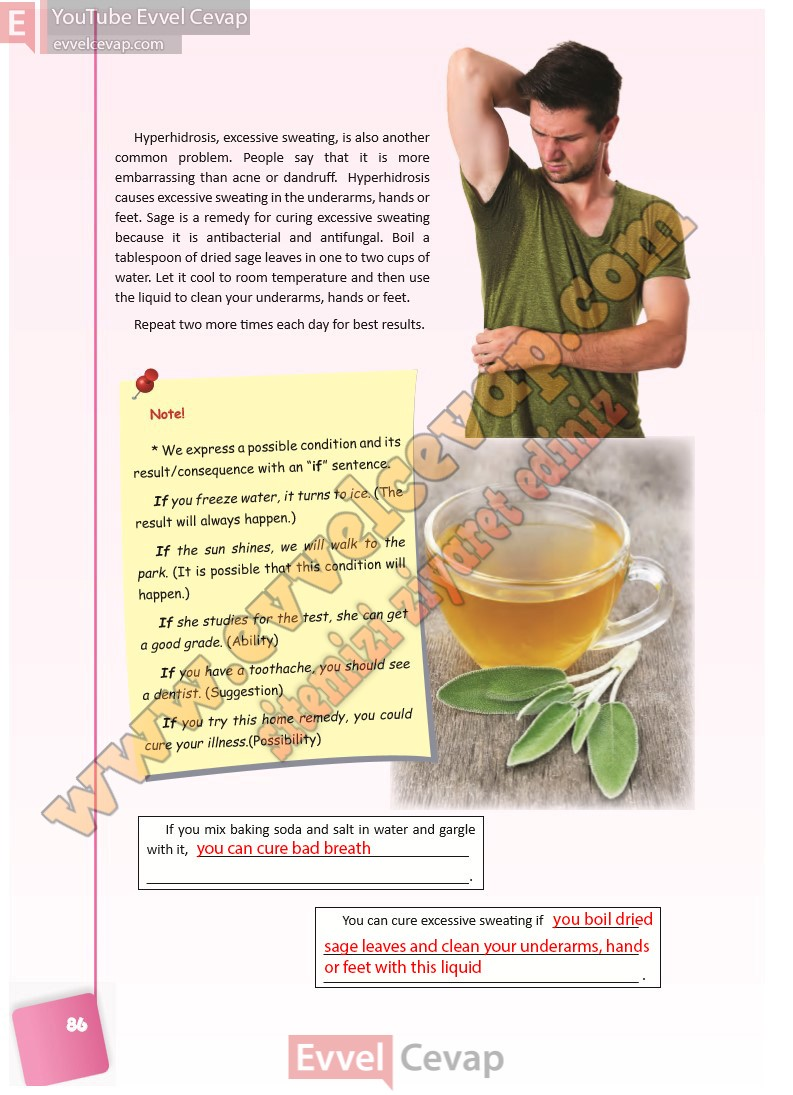 E
YouTube Evvel Cevap
evvelcevap.com
Hyperhidrosis, excessive sweating, is also another
common problem. People say that it is more
embarrassing than acne or dandruff. Hyperhidrosis
causes excessive sweating in the underarms, hands or
feet. Sage is a remedy for curing excessive sweating
because it is antibacterial and antifungal. Boil a
tablespoon of dried sage leaves in one to two cups of
water. Let it cool to room temperature and then use
the liquid to clean your underarms, hands or feet.
Repeat two more times each day for best results.
Note!
* We express a possible condition and its
result/consequence with an “if” sentence.
If you freeze water, it turns to ice. (The
result will always happen.)
If the sun shines, we will walk to the
park. (It is possible that this condition will
happen.)
If she studies for the test, she can get
a good grade. (Ability)
If you have a toothache, you should see
a dentist. (Suggestion)
If you try this home remedy, you could
cure your illness.(Possibility)
www.evvelcevap.com
sitemizi ziyaret ediniz
If you mix baking soda and salt in water and gargle
with it, you can cure bad breath
.
You can cure excessive sweating if you boil dried
sage leaves and clean your underarms, hands
or feet with this liquid .
86
Evvel Cevap